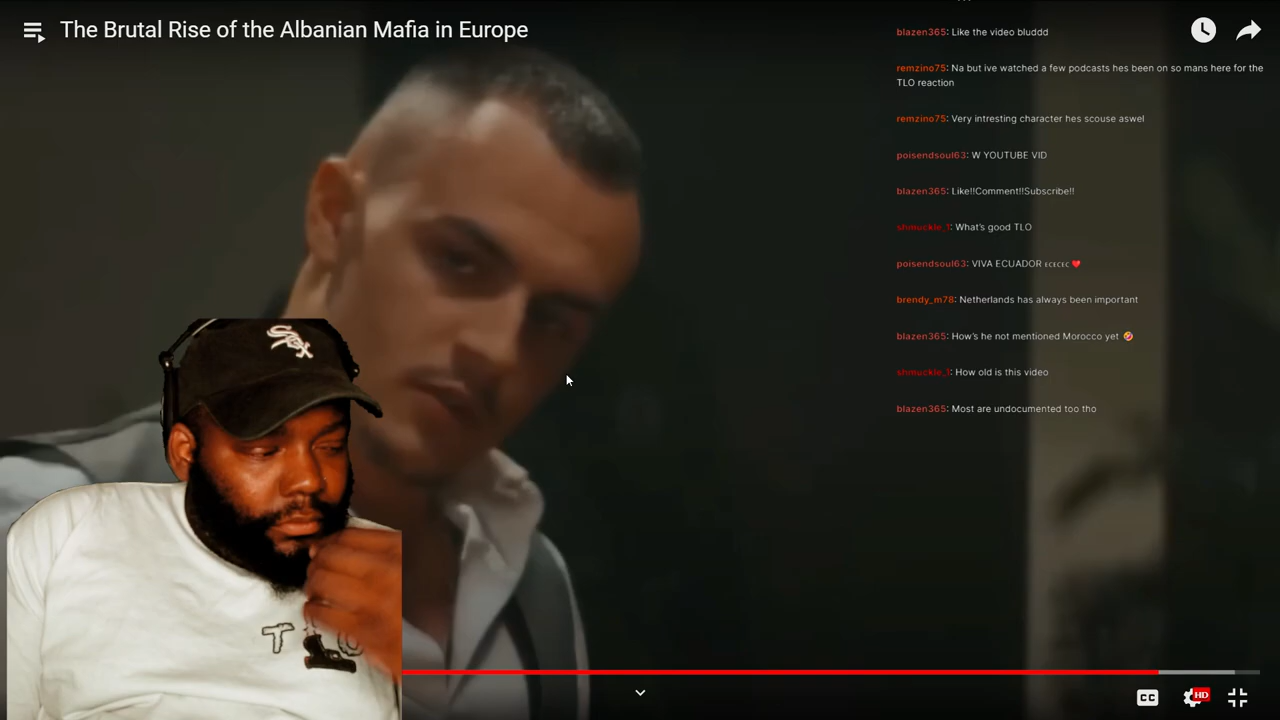 The Brutal Rise of the Albanian Mafia in Europe
blazen365: Like the video bluddd
remzino75: Na but ive watched a few podcasts hes been on so mans here for the
TLO reaction
remzino75: Very intresting character hes scouse aswel
poisendsoul63: W YOUTUBE VID
blazen365: Like!!Comment!!Subscribe!!
shmuckle_1: What's good TLO
poisendsoul63: VIVA ECUADOR ᴇᴄᴇᴄᴇᴄ ❤️
brendy_m78: Netherlands has always been important
blazen365: How's he not mentioned Morocco yet 🤣
shmuckle_1: How old is this video
blazen365: Most are undocumented too tho
Sox
TLO
CC
HD